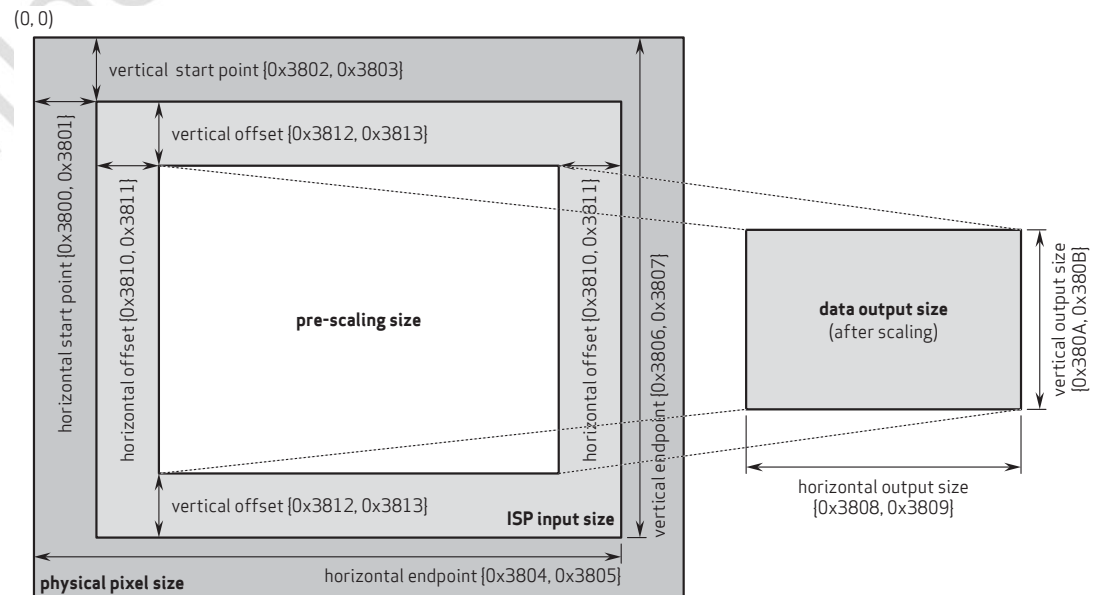 (0, 0)
vertical start point {0x3802, 0x3803}
vertical offset {0x3812, 0x3813}
horizontal start point {0x3800, 0x3801}
horizontal offset {0x3810, 0x3811}
pre-scaling size
horizontal offset {0x3810, 0x3811}
vertical endpoint {0x3806, 0x3807}
data output size
(after scaling)
vertical output size
{0x380A, 0x380B}
horizontal output size
{0x3808, 0x3809}
vertical offset {0x3812, 0x3813}
ISP input size
horizontal endpoint {0x3804, 0x3805}
physical pixel size